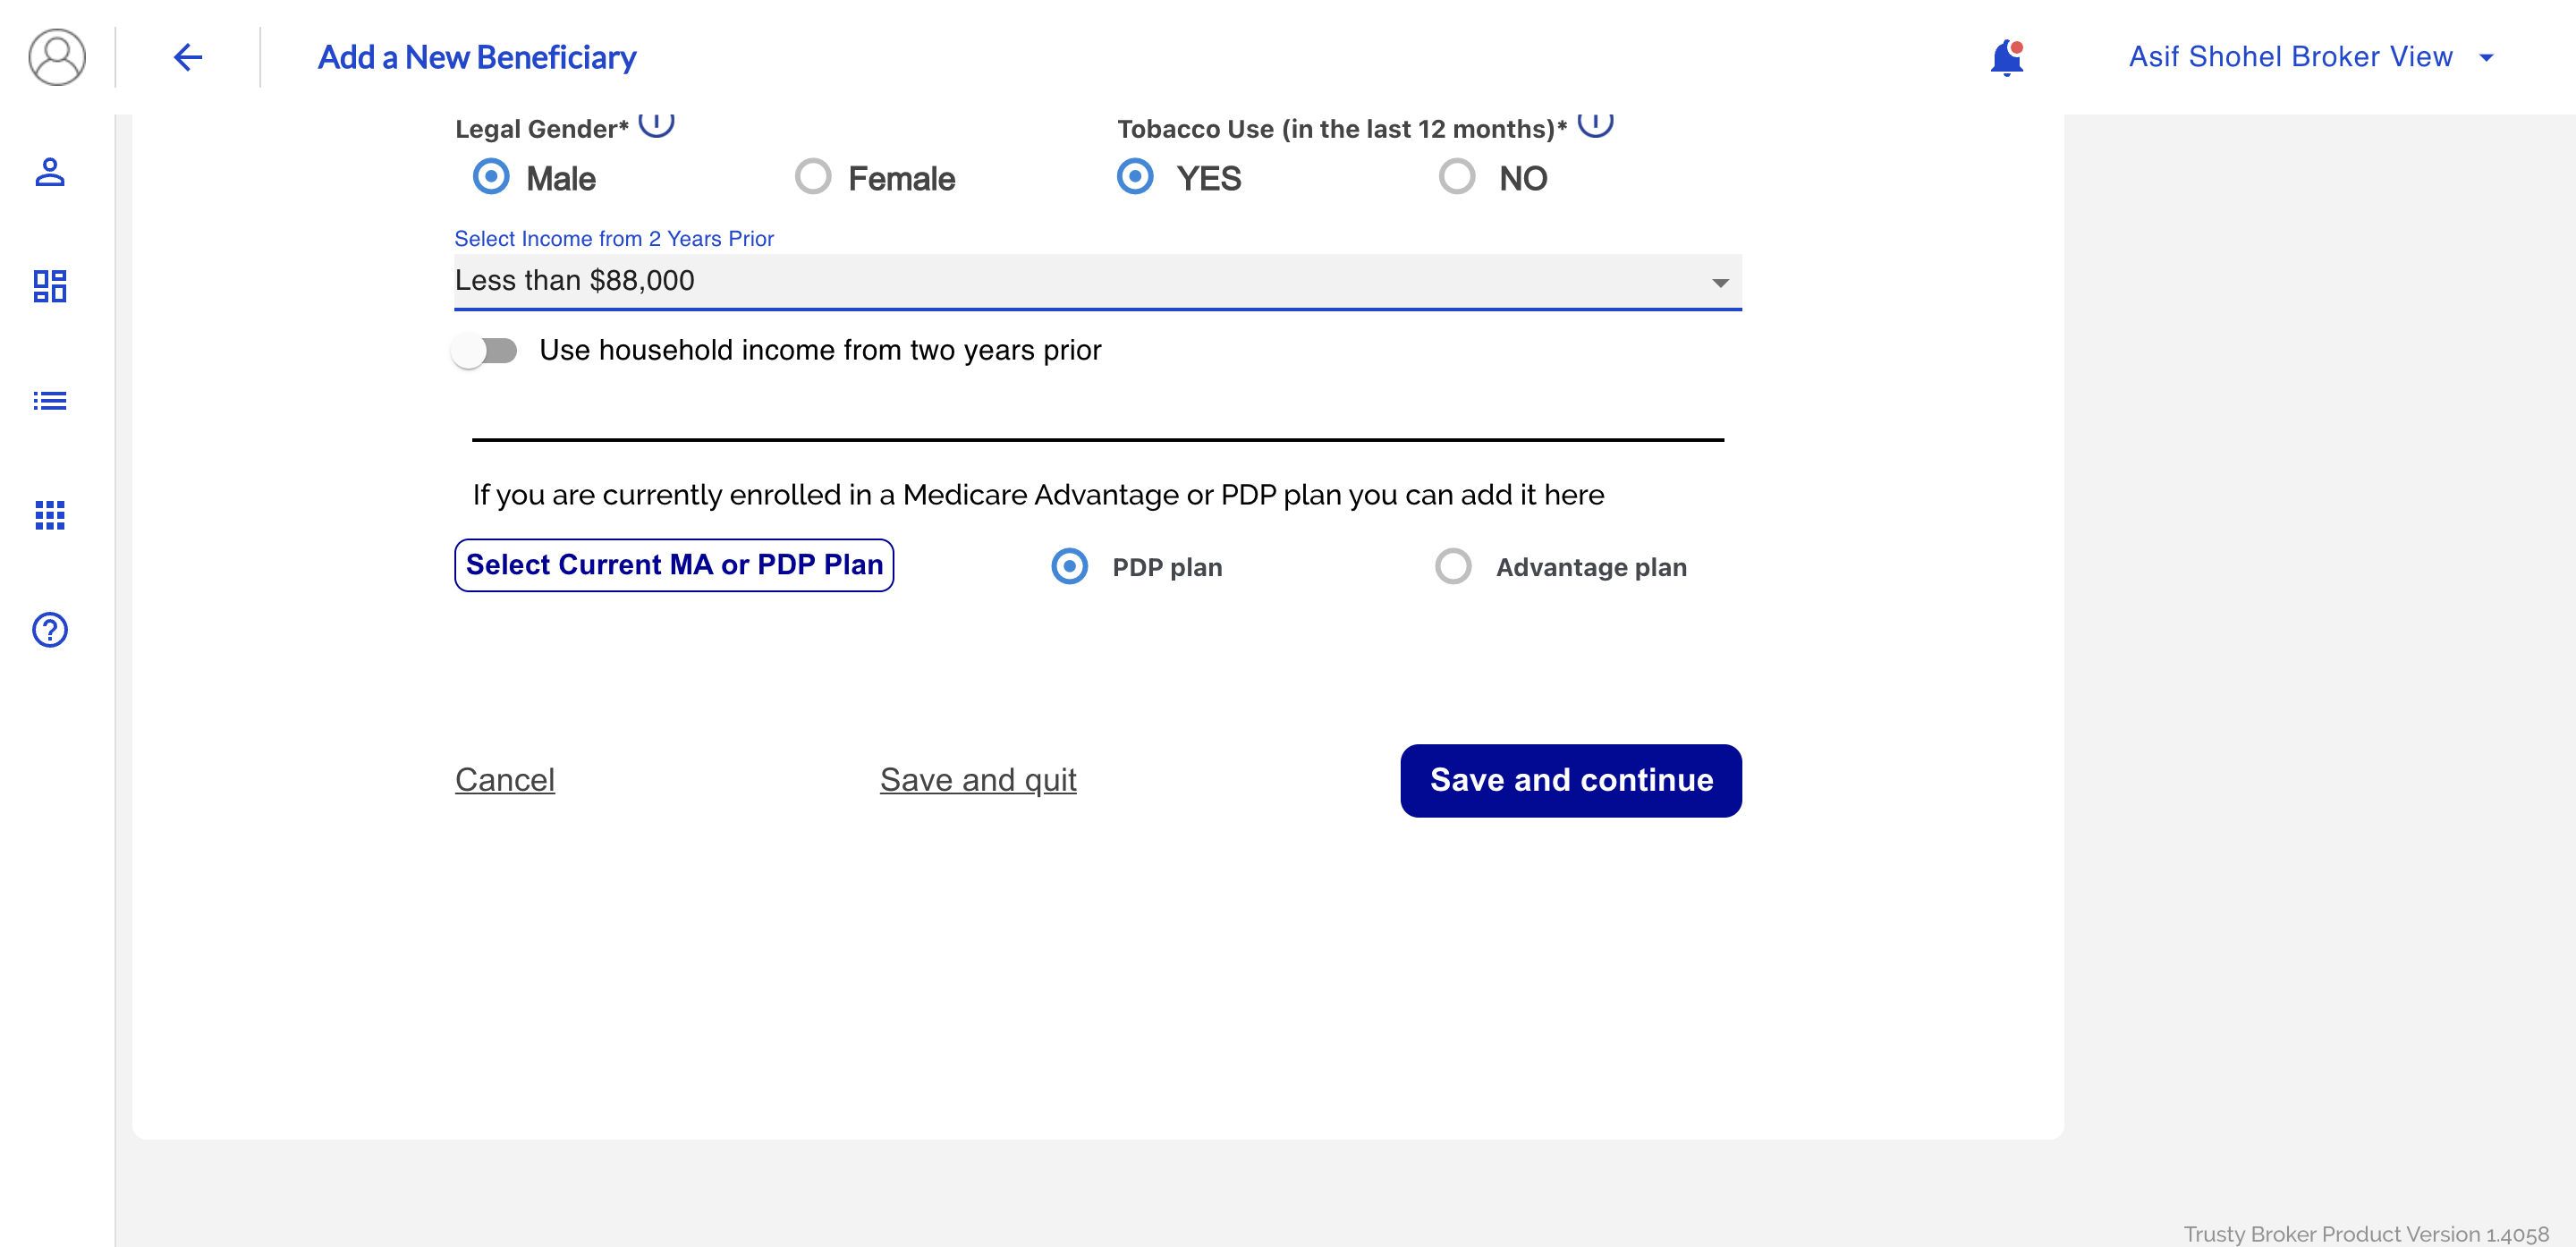 Add a New Beneficiary
Asif Shohel Broker View
Legal Gender*
Tobacco Use (in the last 12 months)*
Male
Female
YES
NO
Select Income from 2 Years Prior
Less than $88,000
Use household income from two years prior
If you are currently enrolled in a Medicare Advantage or PDP plan you can add it here
Select Current MA or PDP Plan
PDP plan
Advantage plan
Cancel
Save and quit
Save and continue
Trusty Broker Product Version 1.4058